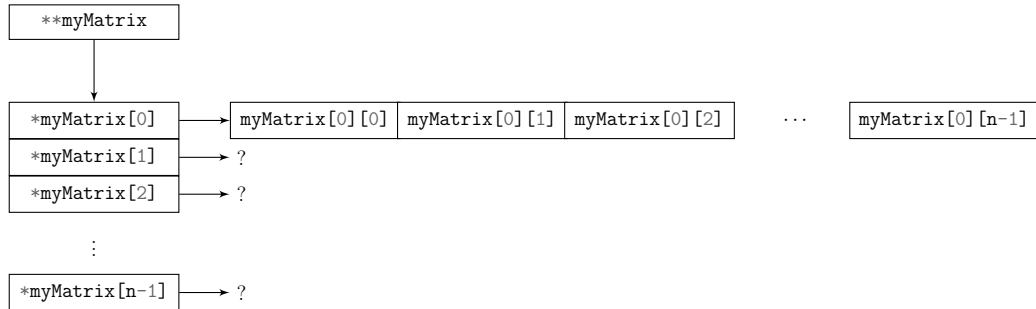 **myMatrix
*myMatrix[0] myMatrix[0][0] myMatrix[0][1] myMatrix[0][2] ... myMatrix[0][n-1]
*myMatrix[1] ?
*myMatrix[2] ?
⋮
*myMatrix[n-1] ?